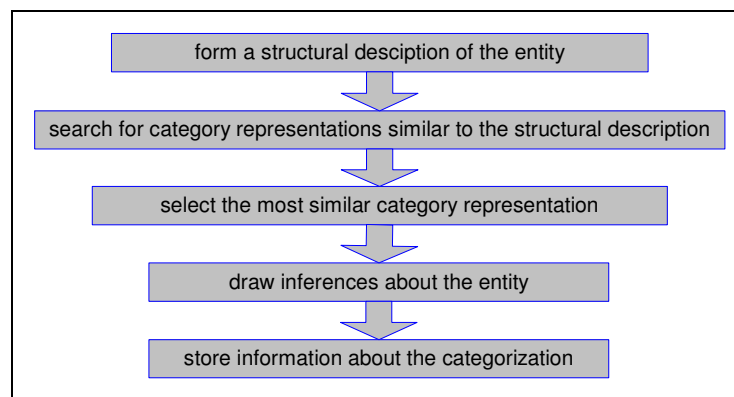 form a structural desciption of the entity
search for category representations similar to the structural description
select the most similar category representation
draw inferences about the entity
store information about the categorization